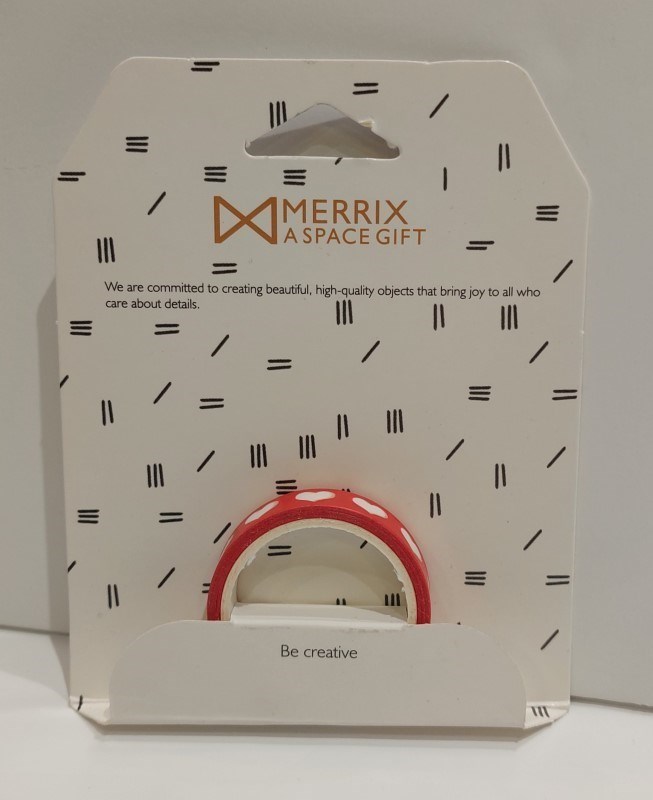 MERRIX
A SPACE GIFT
We are committed to creating beautiful, high-quality objects that bring joy to all who
care about details.
Be creative